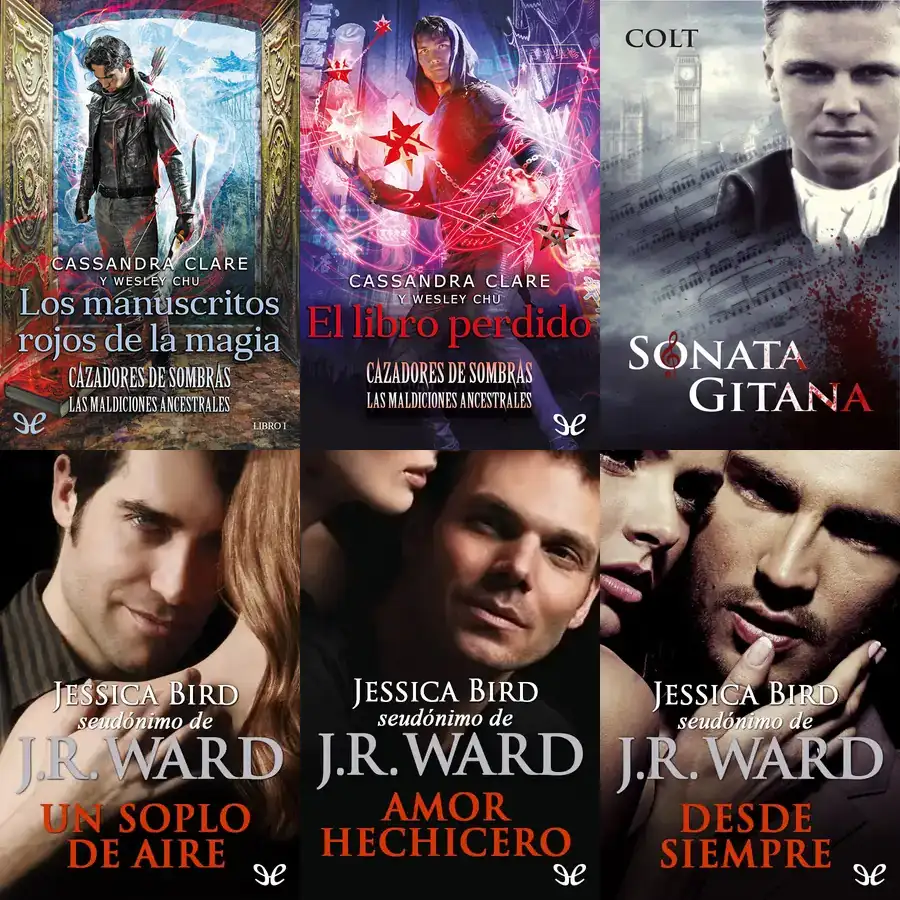 CASSANDRA CLARE
Y WESLEY CHU
Los manuscritos
rojos de la magia
CAZADORES DE SOMBRAS
LAS MALDICIONES ANCESTRALES
LIBRO I
CASSANDRA CLARE
Y WESLEY CHU
El libro perdido
CAZADORES DE SOMBRAS
LAS MALDICIONES ANCESTRALES
COLT
SONATA
GITANA
JESSICA BIRD
seudónimo de
J.R. WARD
UN SOPLO
DE AIRE
JESSICA BIRD
seudónimo de
J.R. WARD
AMOR
HECHICERO
JESSICA BIRD
seudónimo de
J.R. WARD
DESDE
SIEMPRE